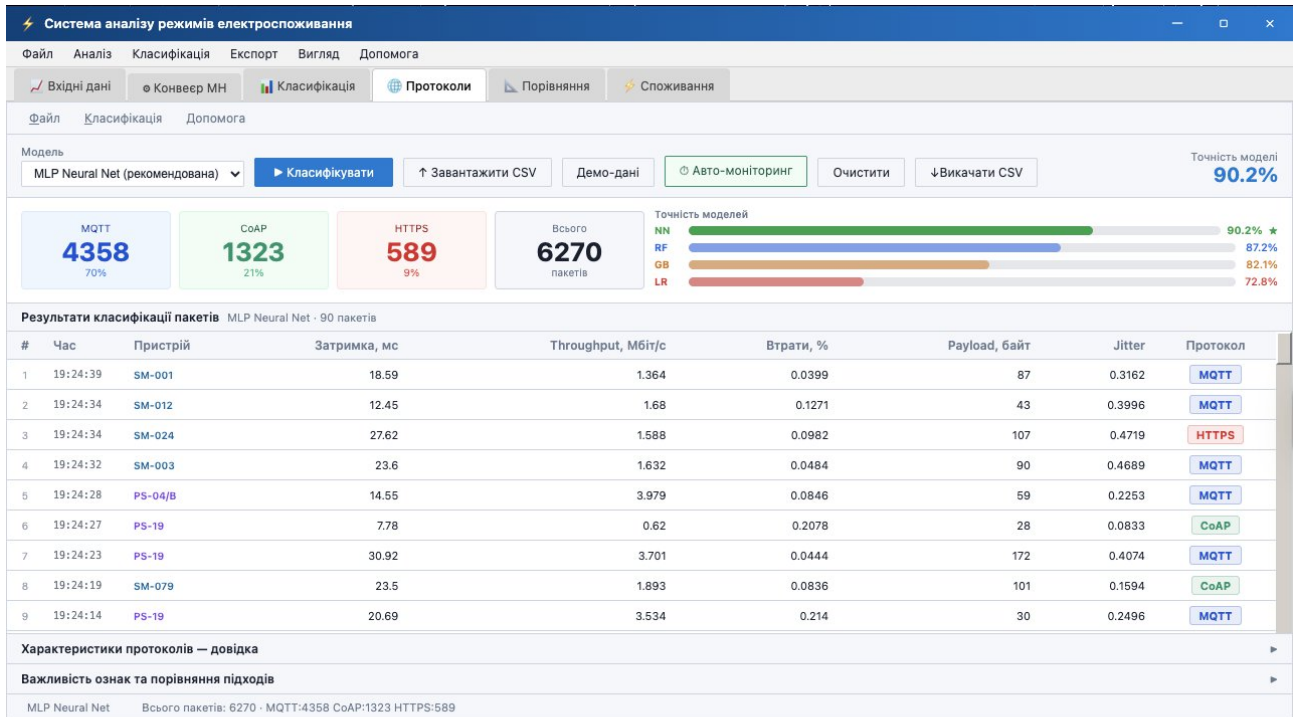 ⚡ Система аналізу режимів електроспоживання
Файл Аналіз Класифікація Експорт Вигляд Допомога
Вхідні дані Конвеєр МН Класифікація Протоколи Порівняння Споживання
Файл Класифікація Допомога
Модель
MLP Neural Net (рекомендована) ▶ Класифікувати ↑ Завантажити CSV Демо-дані ⏱ Авто-моніторинг Очистити ↓Викачати CSV
Точність моделі
90.2%
MQTT
4358
70%
CoAP
1323
21%
HTTPS
589
9%
Всього
6270
пакетів
Точність моделей
NN 90.2% ★
RF 87.2%
GB 82.1%
LR 72.8%
Результати класифікації пакетів MLP Neural Net · 90 пакетів
# Час Пристрій Затримка, мс Throughput, Мбіт/с Втрати, % Payload, байт Jitter Протокол
1 19:24:39 SM-001 18.59 1.364 0.0399 87 0.3162 MQTT
2 19:24:34 SM-012 12.45 1.68 0.1271 43 0.3996 MQTT
3 19:24:34 SM-024 27.62 1.588 0.0982 107 0.4719 HTTPS
4 19:24:32 SM-003 23.6 1.632 0.0484 90 0.4689 MQTT
5 19:24:28 PS-04/B 14.55 3.979 0.0846 59 0.2253 MQTT
6 19:24:27 PS-19 7.78 0.62 0.2078 28 0.0833 CoAP
7 19:24:23 PS-19 30.92 3.701 0.0444 172 0.4074 MQTT
8 19:24:19 SM-079 23.5 1.893 0.0836 101 0.1594 CoAP
9 19:24:14 PS-19 20.69 3.534 0.214 30 0.2496 MQTT
Характеристики протоколів — довідка
Важливість ознак та порівняння підходів
MLP Neural Net Всього пакетів: 6270 · MQTT:4358 CoAP:1323 HTTPS:589